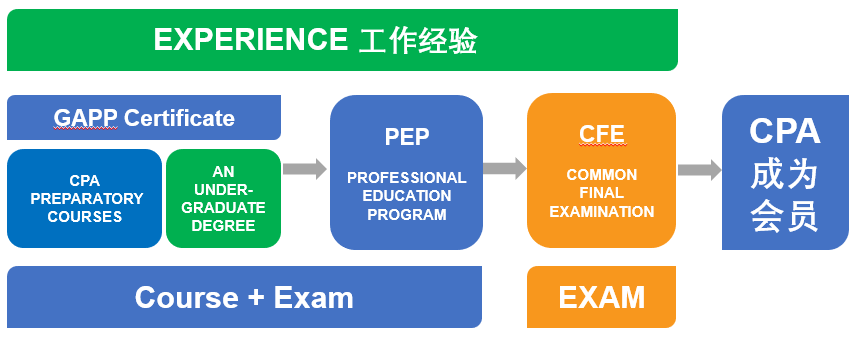 EXPERIENCE 工作经验
GAPP Certificate
CPA
PREPARATORY
COURSES
AN
UNDER-
GRADUATE
DEGREE
PEP
PROFESSIONAL
EDUCATION
PROGRAM
CFE
COMMON
FINAL
EXAMINATION
CPA
成为
会员
Course + Exam
EXAM